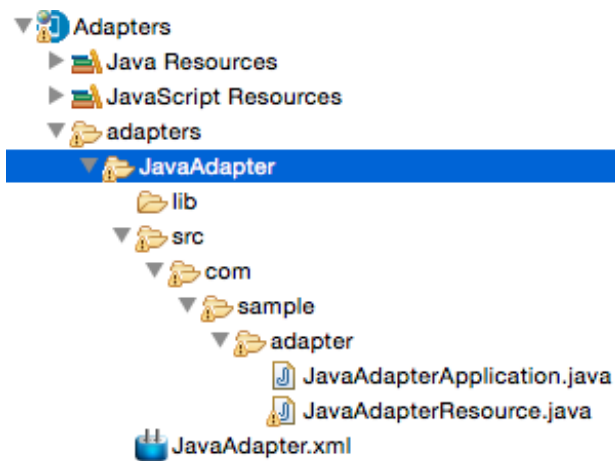 Adapters
Java Resources
JavaScript Resources
adapters
JavaAdapter
lib
src
com
sample
adapter
JavaAdapterApplication.java
JavaAdapterResource.java
JavaAdapter.xml